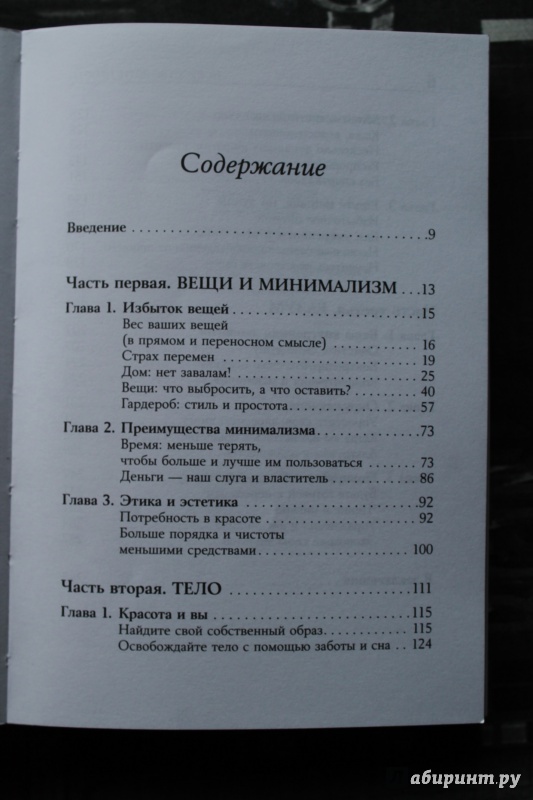 Содержание
Введение . . . . . . . . . . . . . . . . . . . . . . . . . . . . . . . . . . . . . 9
Часть первая. ВЕЩИ И МИНИМАЛИЗМ . . . 13
Глава 1. Избыток вещей . . . . . . . . . . . . . . . . . . . . . . . . 15
Вес ваших вещей
(в прямом и переносном смысле) . . . . . . . . . . . . 16
Страх перемен . . . . . . . . . . . . . . . . . . . . . . . . . . 19
Дом: нет завалам! . . . . . . . . . . . . . . . . . . . . . . . . 25
Вещи: что выбросить, а что оставить? . . . . . . . . 40
Гардероб: стиль и простота . . . . . . . . . . . . . . . . . 57
Глава 2. Преимущества минимализма . . . . . . . . . . . . . 73
Время: меньше терять,
чтобы больше и лучше им пользоваться . . . . . . . 73
Деньги — наш слуга и властитель . . . . . . . . . . . . 86
Глава 3. Этика и эстетика . . . . . . . . . . . . . . . . . . . . . . 92
Потребность в красоте . . . . . . . . . . . . . . . . . . . . 92
Больше порядка и чистоты
меньшими средствами . . . . . . . . . . . . . . . . . . . . 100
Часть вторая. ТЕЛО . . . . . . . . . . . . . . . . . . . . . . . 111
Глава 1. Красота и вы . . . . . . . . . . . . . . . . . . . . . . . . . 115
Найдите свой собственный образ . . . . . . . . . . . . . 115
Освобождайте тело с помощью заботы и сна . . 124
абиринт.ру